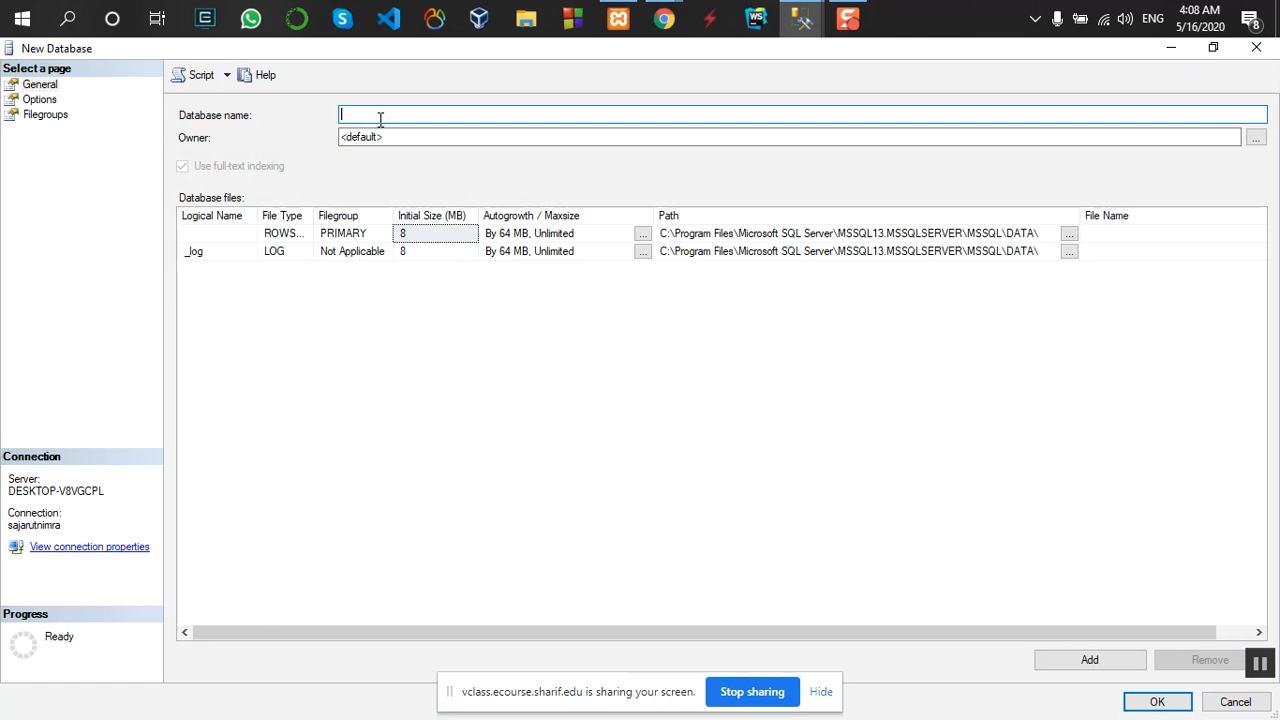 4:08 AM
ENG
5/16/2020
8
New Database
Select a page
General
Options
Filegroups
Script
Help
Database name:
Owner:
<default>
...
Use full-text indexing
Database files:
Logical Name File Type Filegroup Initial Size (MB) Autogrowth / Maxsize Path File Name
ROWS... PRIMARY 8 By 64 MB, Unlimited ... C:\Program Files\Microsoft SQL Server\MSSQL13.MSSQLSERVER\MSSQL\DATA\ ...
_log LOG Not Applicable 8 By 64 MB, Unlimited ... C:\Program Files\Microsoft SQL Server\MSSQL13.MSSQLSERVER\MSSQL\DATA\ ...
Connection
Server:
DESKTOP-V8VGCPL
Connection:
sajarutnimra
View connection properties
Progress
Ready
Add
Remove
vclass.ecourse.sharif.edu is sharing your screen.
Stop sharing
Hide
OK
Cancel